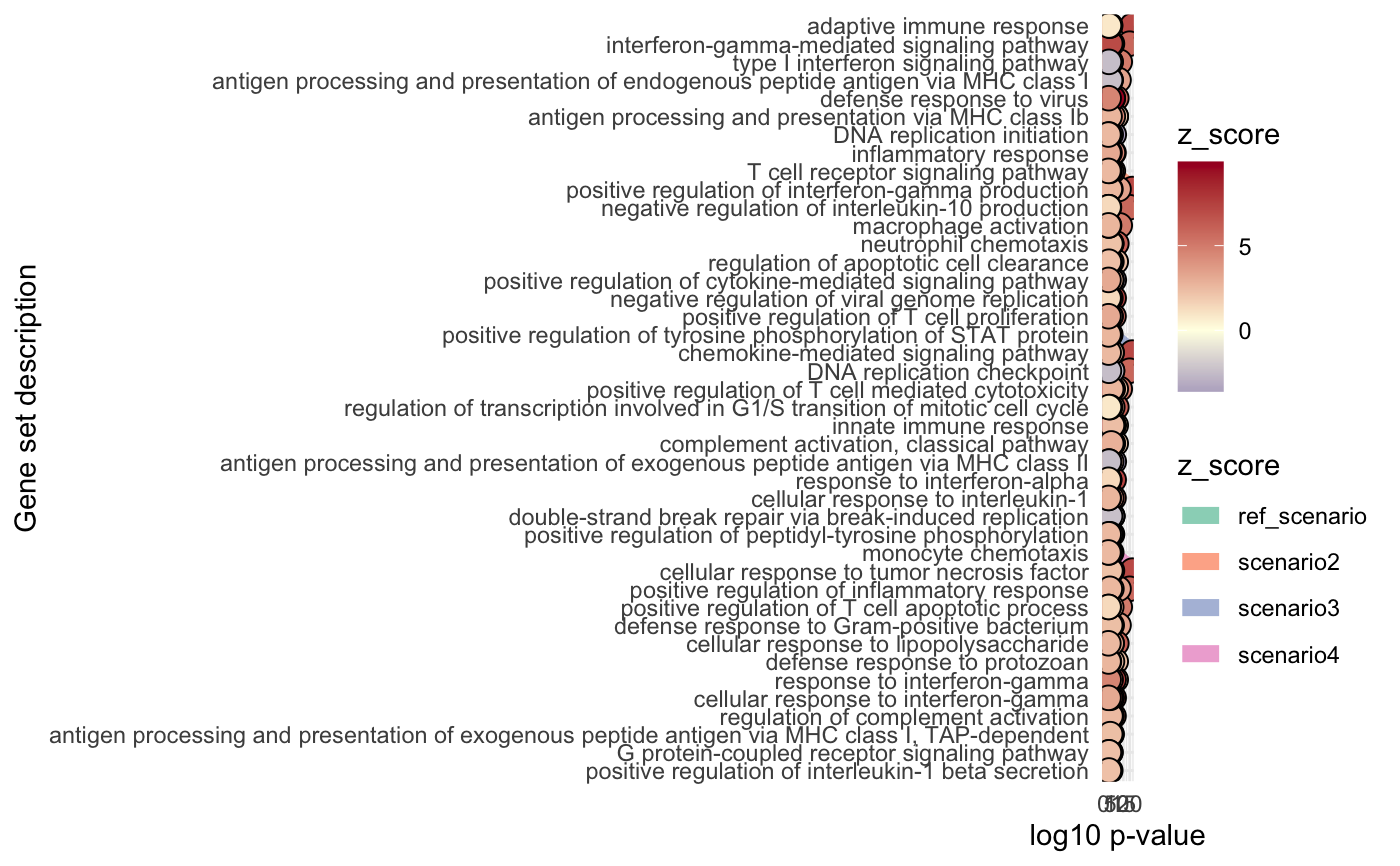 adaptive immune response
interferon-gamma-mediated signaling pathway
type I interferon signaling pathway
antigen processing and presentation of endogenous peptide antigen via MHC class I
defense response to virus
antigen processing and presentation via MHC class Ib
DNA replication initiation
inflammatory response
T cell receptor signaling pathway
positive regulation of interferon-gamma production
negative regulation of interleukin-10 production
macrophage activation
neutrophil chemotaxis
regulation of apoptotic cell clearance
positive regulation of cytokine-mediated signaling pathway
negative regulation of viral genome replication
positive regulation of T cell proliferation
positive regulation of tyrosine phosphorylation of STAT protein
chemokine-mediated signaling pathway
DNA replication checkpoint
positive regulation of T cell mediated cytotoxicity
regulation of transcription involved in G1/S transition of mitotic cell cycle
innate immune response
complement activation, classical pathway
antigen processing and presentation of exogenous peptide antigen via MHC class II
response to interferon-alpha
cellular response to interleukin-1
double-strand break repair via break-induced replication
positive regulation of peptidyl-tyrosine phosphorylation
monocyte chemotaxis
cellular response to tumor necrosis factor
positive regulation of inflammatory response
positive regulation of T cell apoptotic process
defense response to Gram-positive bacterium
cellular response to lipopolysaccharide
defense response to protozoan
response to interferon-gamma
cellular response to interferon-gamma
regulation of complement activation
antigen processing and presentation of exogenous peptide antigen via MHC class I, TAP-dependent
G protein-coupled receptor signaling pathway
positive regulation of interleukin-1 beta secretion
Gene set description
log10 p-value
z_score
5
0
z_score
ref_scenario
scenario2
scenario3
scenario4